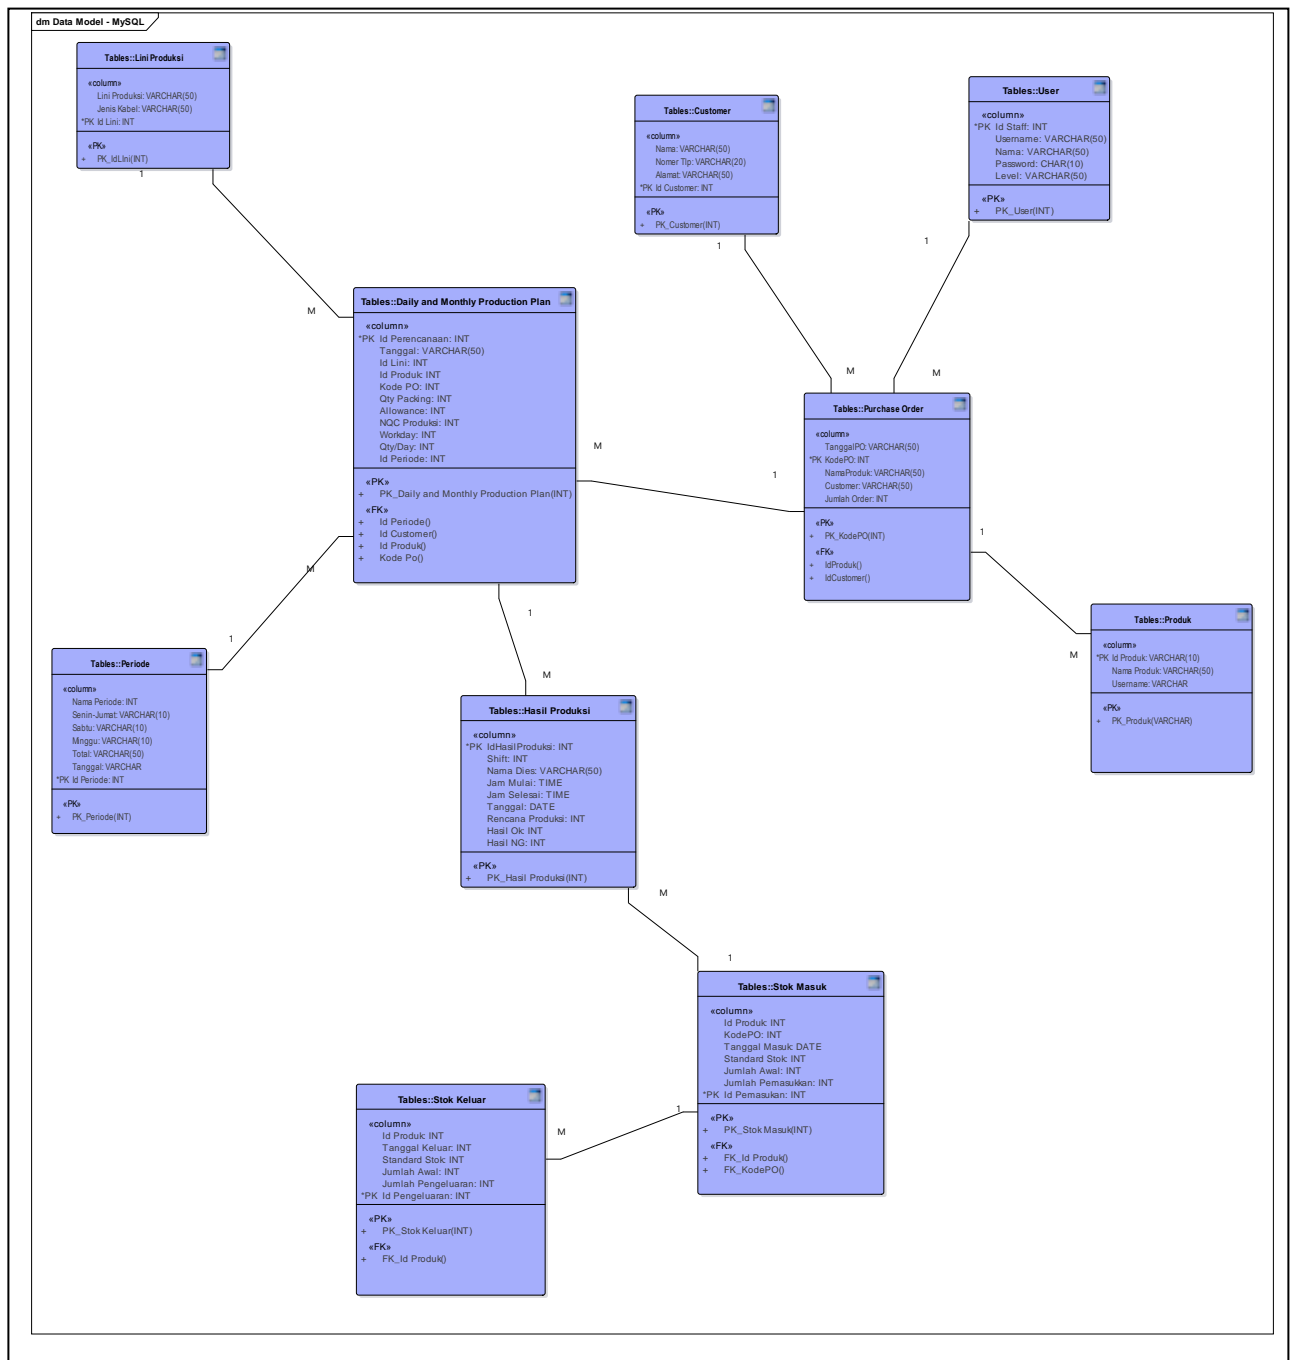 dm Data Model - MySQL
Tables::Lini Produksi
«column»
Lini Produksi: VARCHAR(50)
Jenis Kabel: VARCHAR(50)
*PK Id Lini: INT
«PK»
+ PK_IdLIni(INT)
1
M
Tables::Customer
«column»
Nama: VARCHAR(50)
Nomer Tlp: VARCHAR(20)
Alamat: VARCHAR(50)
*PK Id Customer: INT
«PK»
+ PK_Customer(INT)
1
M
Tables::User
«column»
*PK Id Staff: INT
Username: VARCHAR(50)
Nama: VARCHAR(50)
Password: CHAR(10)
Level: VARCHAR(50)
«PK»
+ PK_User(INT)
1
M
Tables::Daily and Monthly Production Plan
«column»
*PK Id Perencanaan: INT
Tanggal: VARCHAR(50)
Id Lini: INT
Id Produk: INT
Kode PO: INT
Qty Packing: INT
Allowance: INT
NQC Produksi: INT
Workday: INT
Qty/Day: INT
Id Periode: INT
«PK»
+ PK_Daily and Monthly Production Plan(INT)
«FK»
+ Id Periode()
+ Id Customer()
+ Id Produk()
+ Kode Po()
M
1
Tables::Purchase Order
«column»
TanggalPO: VARCHAR(50)
*PK KodePO: INT
NamaProduk: VARCHAR(50)
Customer: VARCHAR(50)
Jumlah Order: INT
«PK»
+ PK_KodePO(INT)
«FK»
+ IdProduk()
+ IdCustomer()
1
M
Tables::Produk
«column»
*PK Id Produk: VARCHAR(10)
Nama Produk: VARCHAR(50)
Username: VARCHAR
«PK»
+ PK_Produk(VARCHAR)
M
1
Tables::Periode
«column»
Nama Periode: INT
Senin-Jumat: VARCHAR(10)
Sabtu: VARCHAR(10)
Minggu: VARCHAR(10)
Total: VARCHAR(50)
Tanggal: VARCHAR
*PK Id Periode: INT
«PK»
+ PK_Periode(INT)
1
M
Tables::Hasil Produksi
«column»
*PK IdHasilProduksi: INT
Shift: INT
Nama Dies: VARCHAR(50)
Jam Mulai: TIME
Jam Selesai: TIME
Tanggal: DATE
Rencana Produksi: INT
Hasil Ok: INT
Hasil NG: INT
«PK»
+ PK_Hasil Produksi(INT)
M
1
Tables::Stok Masuk
«column»
Id Produk: INT
KodePO: INT
Tanggal Masuk: DATE
Standard Stok: INT
Jumlah Awal: INT
Jumlah Pemasukkan: INT
*PK Id Pemasukan: INT
«PK»
+ PK_Stok Masuk(INT)
«FK»
+ FK_Id Produk()
+ FK_KodePO()
1
M
Tables::Stok Keluar
«column»
Id Produk: INT
Tanggal Keluar: INT
Standard Stok: INT
Jumlah Awal: INT
Jumlah Pengeluaran: INT
*PK Id Pengeluaran: INT
«PK»
+ PK_Stok Keluar(INT)
«FK»
+ FK_Id Produk()